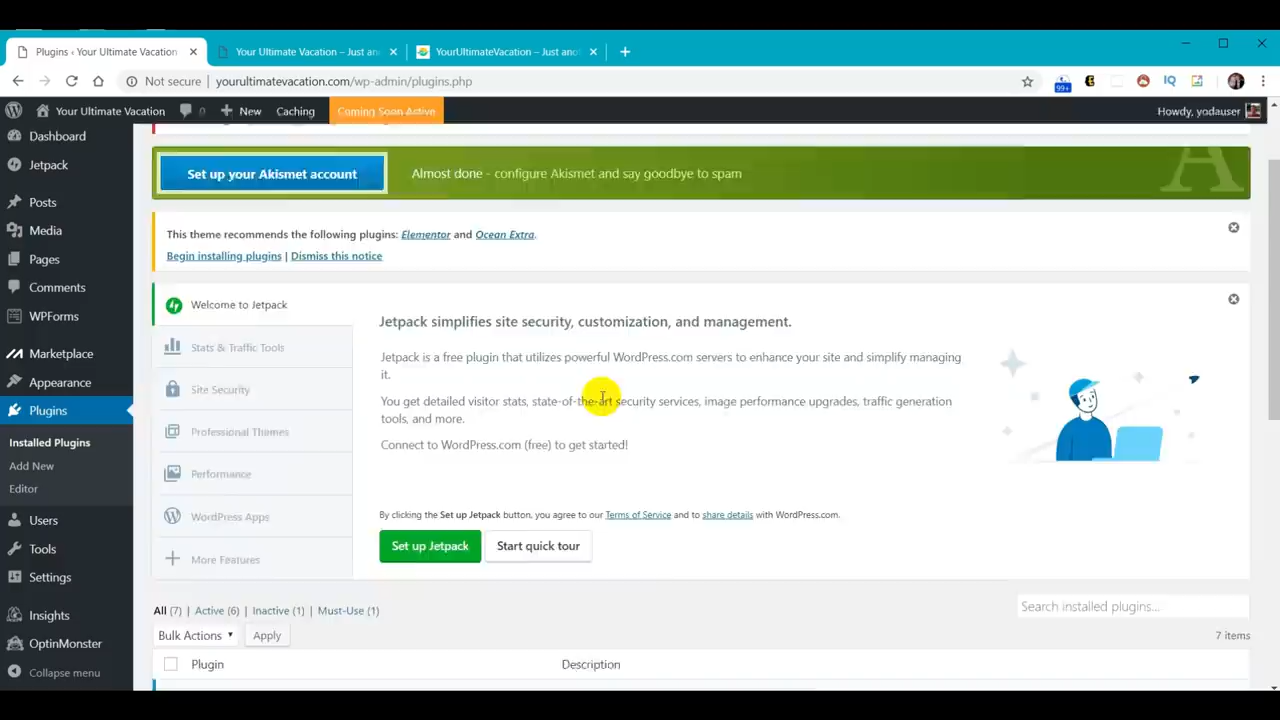 Plugins ‹ Your Ultimate Vacation
Your Ultimate Vacation – Just an
YourUltimateVacation – Just ano
Not secure | yourultimatevacation.com/wp-admin/plugins.php
99+
IQ
Your Ultimate Vacation
0
New
Caching
Coming Soon Active
Howdy, yodauser
Dashboard
Jetpack
Posts
Media
Pages
Comments
WPForms
Marketplace
Appearance
Plugins
Installed Plugins
Add New
Editor
Users
Tools
Settings
Insights
OptinMonster
Collapse menu
Set up your Akismet account
Almost done - configure Akismet and say goodbye to spam
A
This theme recommends the following plugins: Elementor and Ocean Extra.
Begin installing plugins | Dismiss this notice
Welcome to Jetpack
Stats & Traffic Tools
Site Security
Professional Themes
Performance
WordPress Apps
More Features
Jetpack simplifies site security, customization, and management.
Jetpack is a free plugin that utilizes powerful WordPress.com servers to enhance your site and simplify managing
it.
You get detailed visitor stats, state-of-the-art security services, image performance upgrades, traffic generation
tools, and more.
Connect to WordPress.com (free) to get started!
By clicking the Set up Jetpack button, you agree to our Terms of Service and to share details with WordPress.com.
Set up Jetpack
Start quick tour
All (7) | Active (6) | Inactive (1) | Must-Use (1)
Search installed plugins...
Bulk Actions
Apply
7 items
Plugin
Description